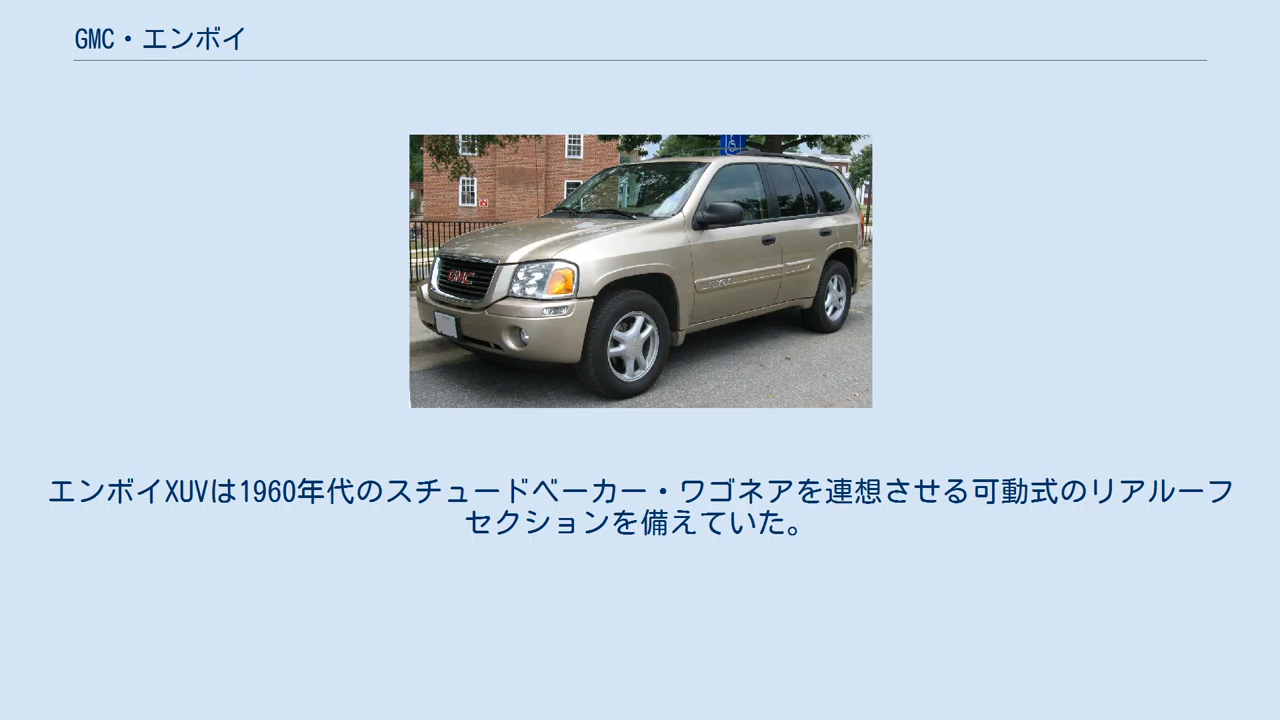 GMC・エンボイ
GMC
エンボイXUVは1960年代のスチュードベーカー・ワゴネアを連想させる可動式のリアルーフ
セクションを備えていた。